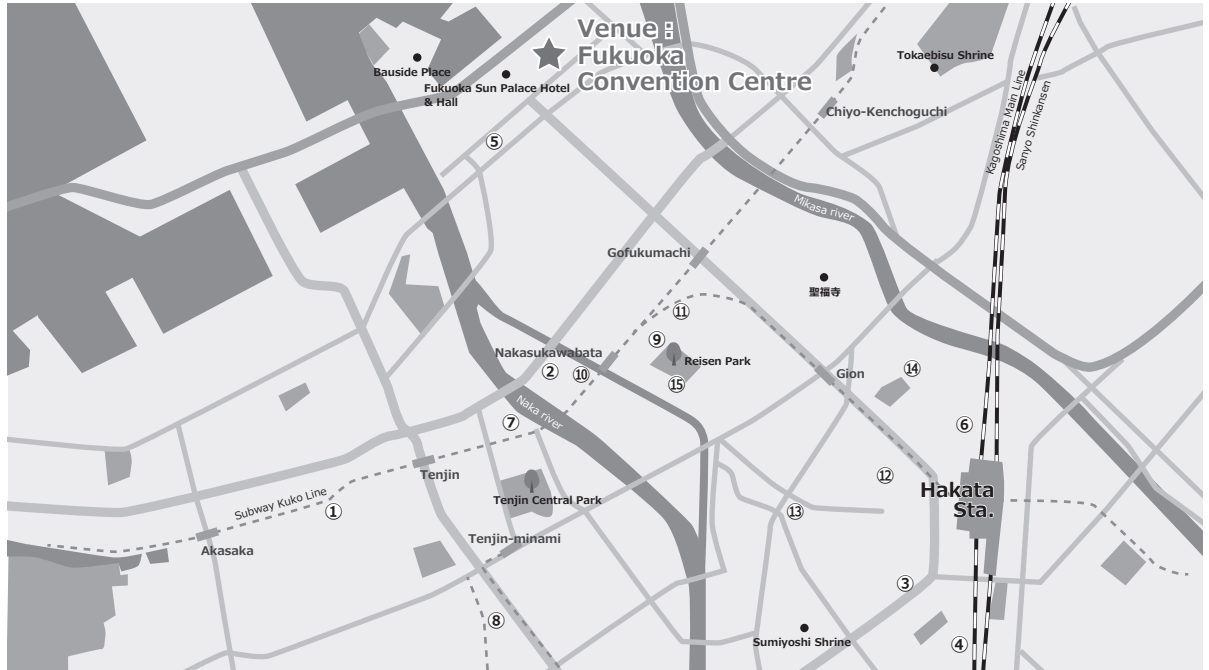 Venue :
Fukuoka
Convention Centre
Bauside Place
Fukuoka Sun Palace Hotel
& Hall
Tokaebisu Shrine
Chiyo-Kenchoguchi
Kagoshima Main Line
Sanyo Shinkansen
⑤
Mikasa river
Gofukumachi
聖福寺
⑪
⑨
Nakasukawabata
Reisen Park
②
⑩
⑮
Gion
⑭
Naka river
⑦
⑥
Tenjin
Tenjin Central Park
⑫
Hakata
Sta.
Subway Kuko Line
①
⑬
Akasaka
Tenjin-minami
③
⑧
Sumiyoshi Shrine
④